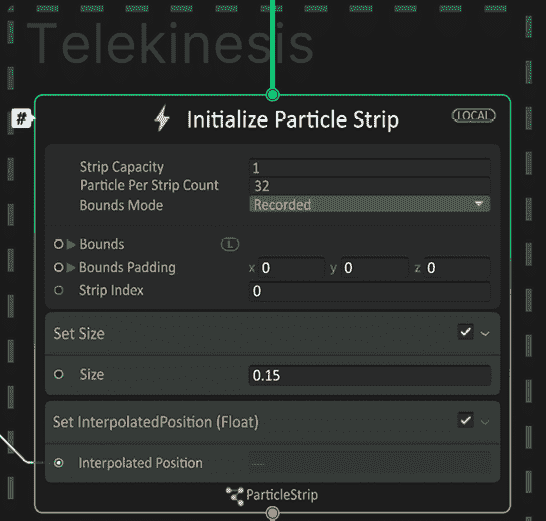 Telekinesis
#
Initialize Particle Strip
LOCAL
Strip Capacity 1
Particle Per Strip Count 32
Bounds Mode Recorded
Bounds L
Bounds Padding x 0 y 0 z 0
Strip Index 0
Set Size
Size 0.15
Set InterpolatedPosition (Float)
Interpolated Position —
ParticleStrip